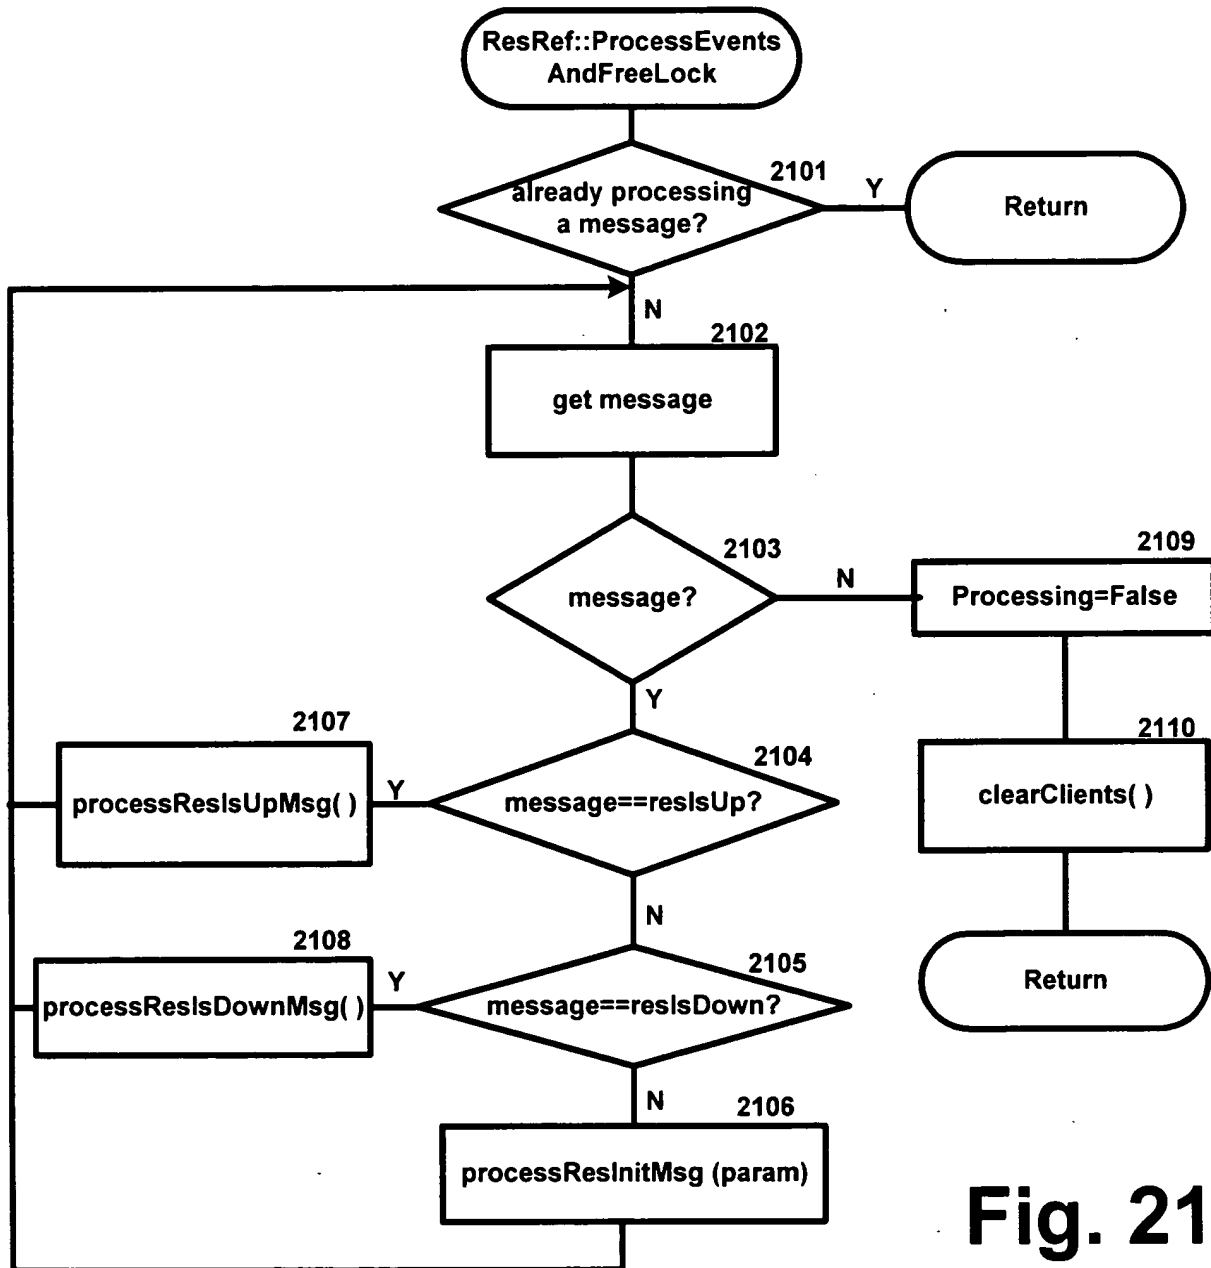 ResRef::ProcessEvents
AndFreeLock
2101
already processing
a message?
Y
Return
N
2102
get message
2103
message?
N
2109
Processing=False
Y
2107
2104
2110
processResIsUpMsg( )
Y
message==resIsUp?
clearClients( )
N
2108
2105
processResIsDownMsg( )
Y
message==resIsDown?
Return
N
2106
processResInitMsg (param)
Fig. 21